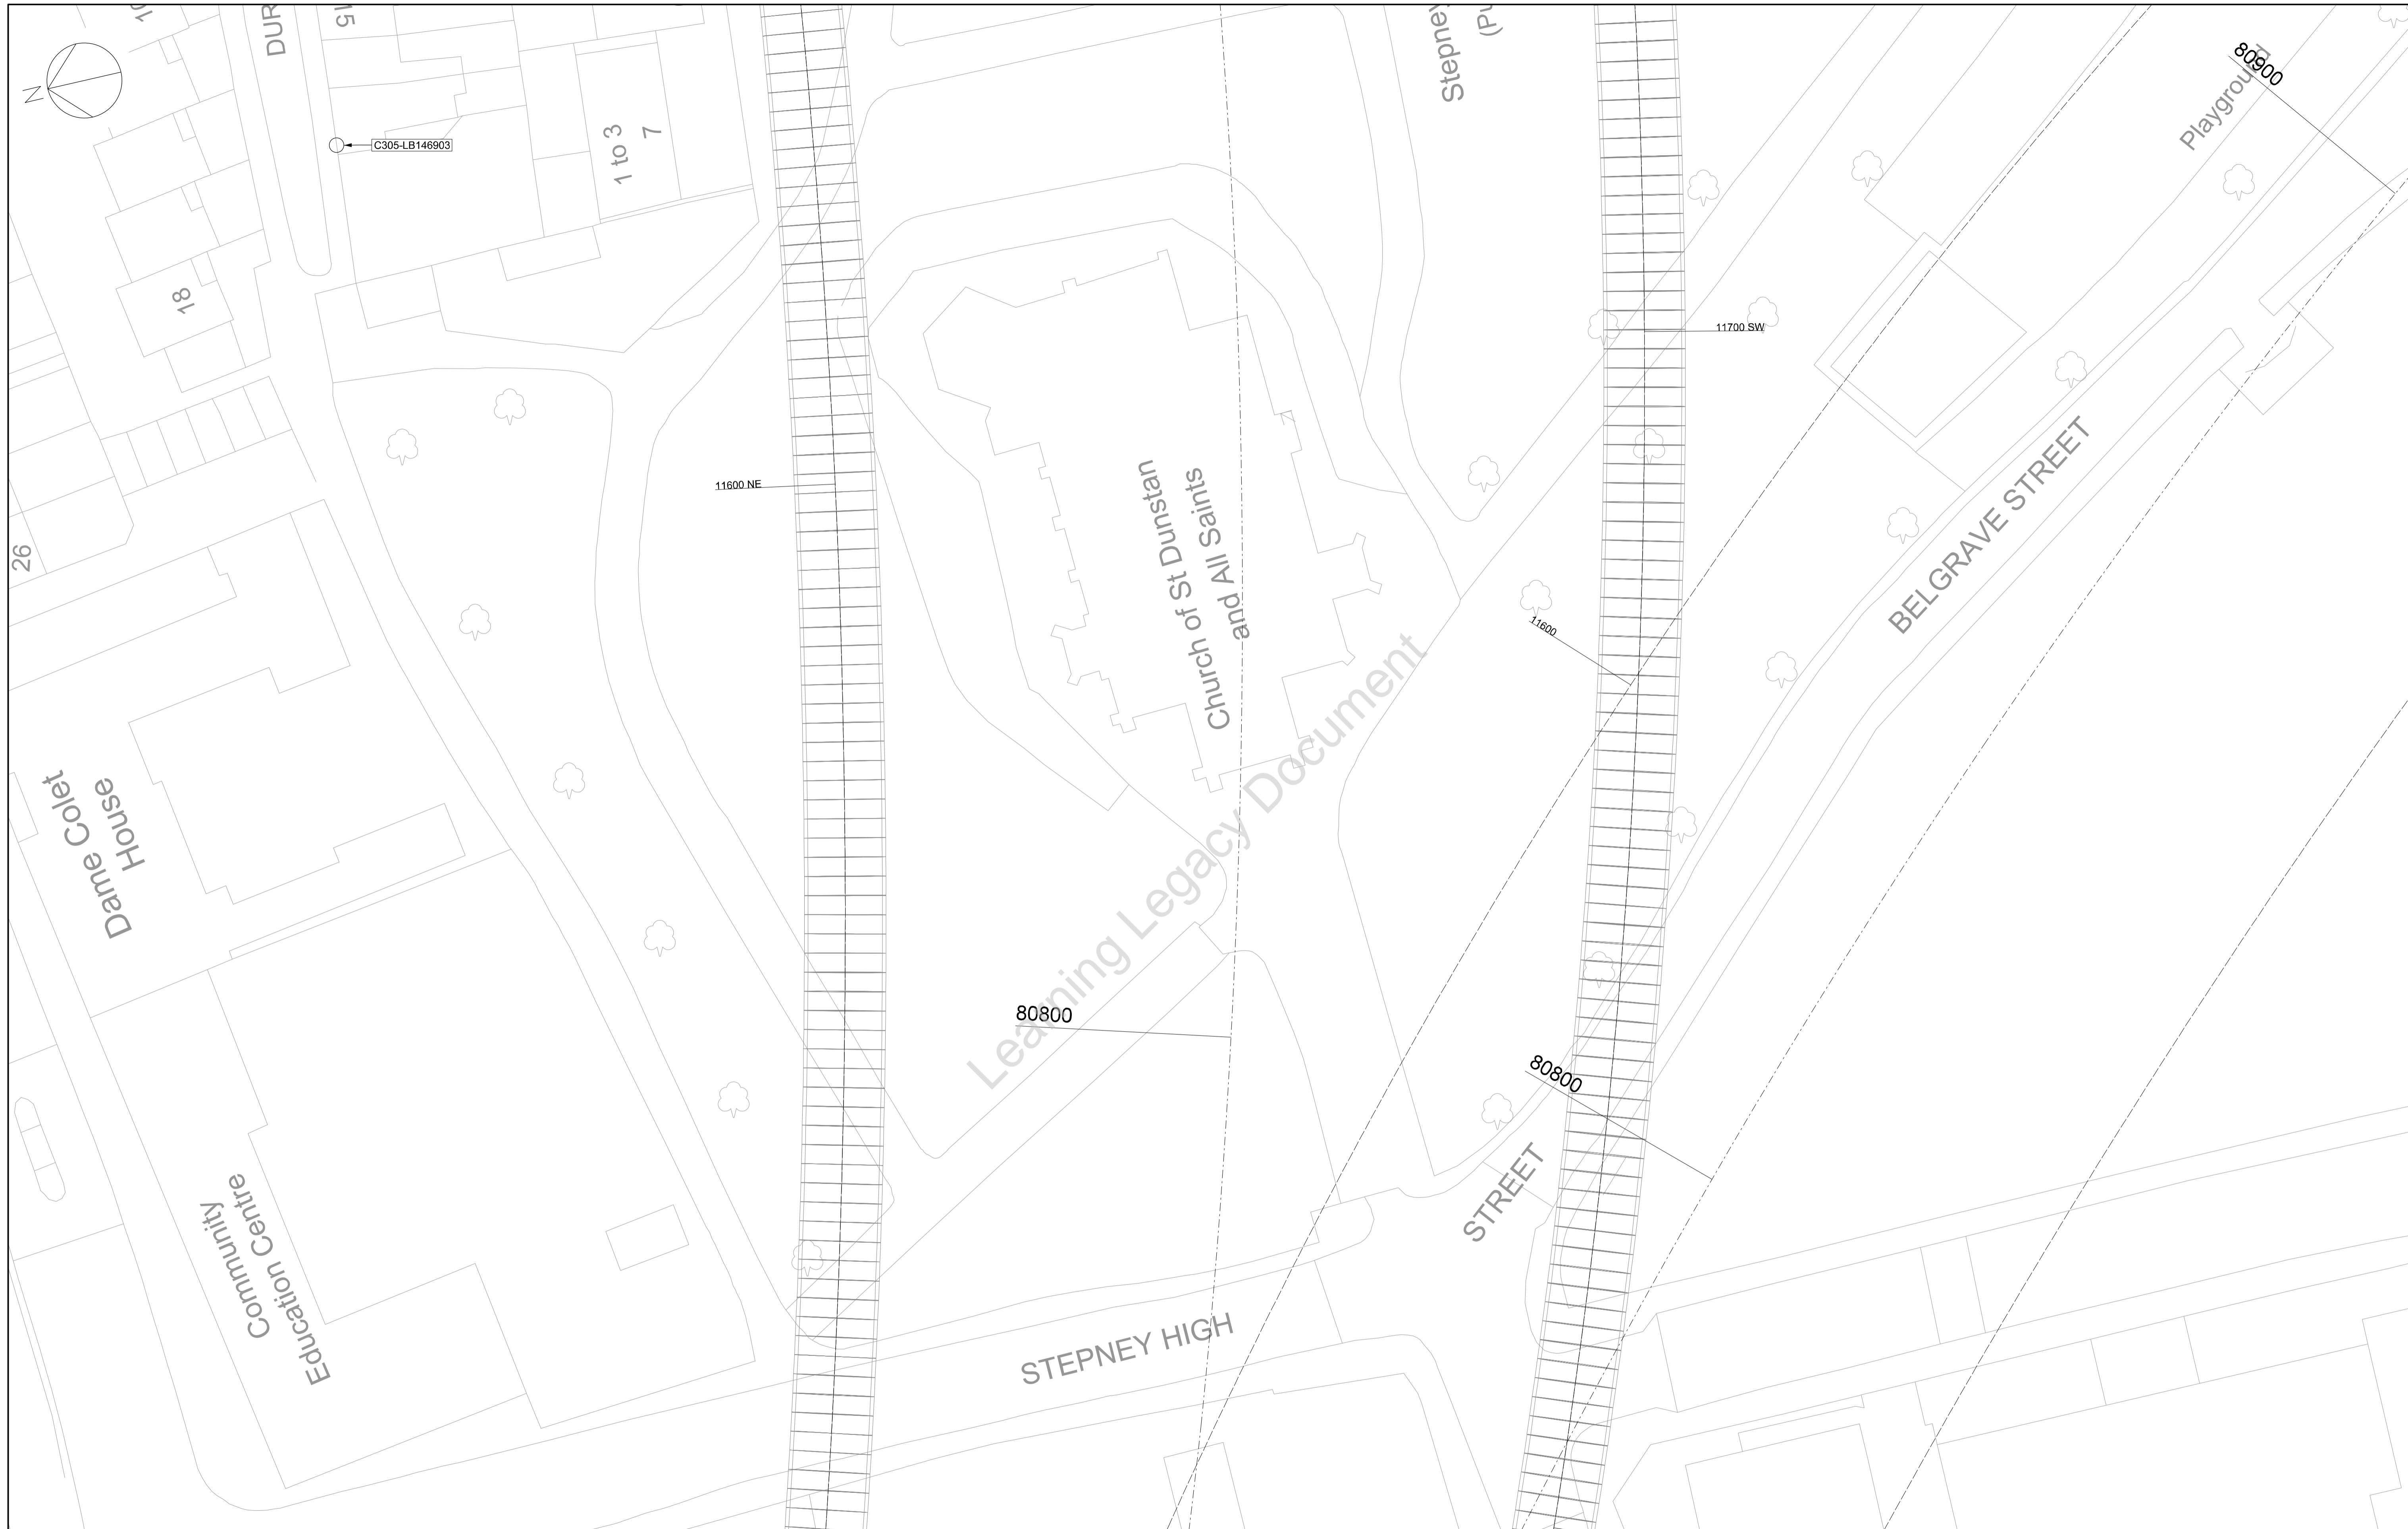 DUR
N
C305-LB146903
1 to 3
7
18
Stepney
(Pu
Playground
80900
11700 SW
11600 NE
26
Church of St Dunstan
and All Saints
BELGRAVE STREET
11600
Dame Colet
House
Learning Legacy Document
80800
80800
STREET
Community
Education Centre
STEPNEY HIGH